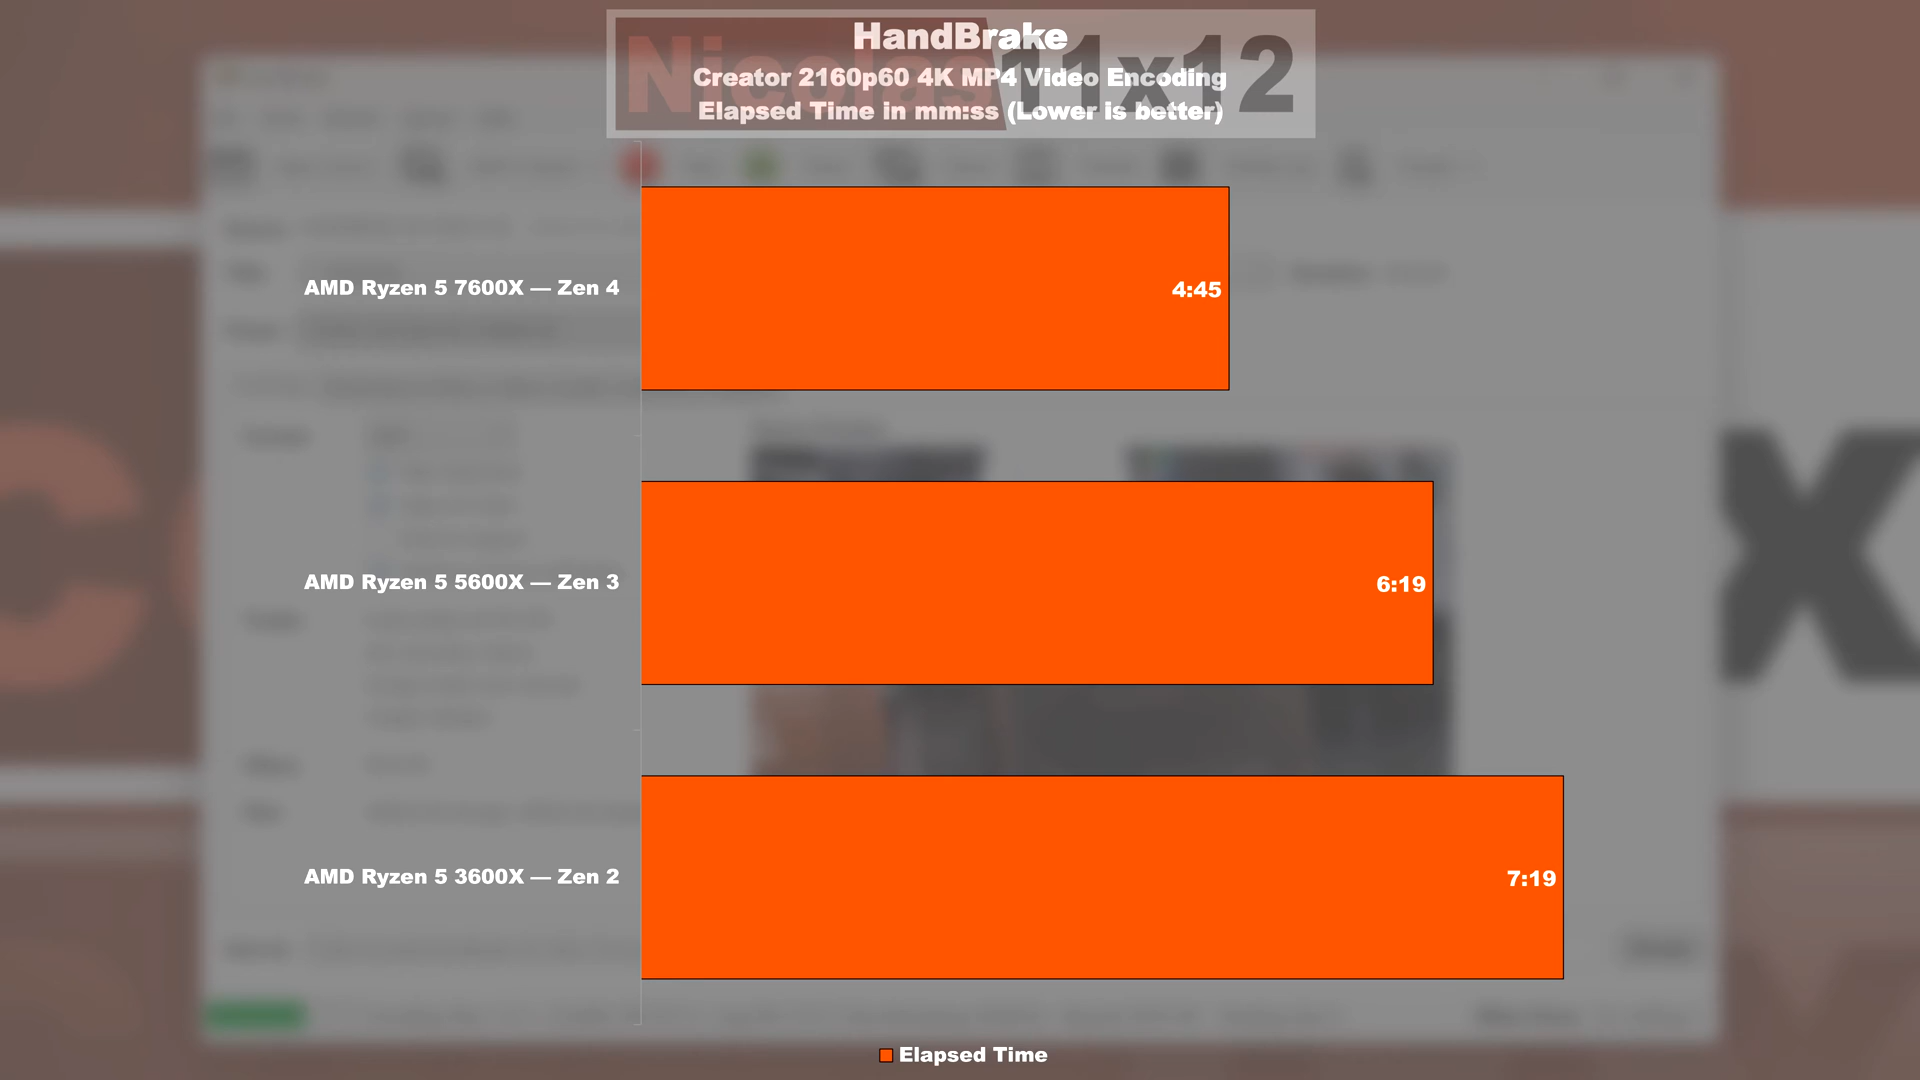 Nicolas11x12
HandBrake
Creator 2160p60 4K MP4 Video Encoding
Elapsed Time in mm:ss (Lower is better)
AMD Ryzen 5 7600X — Zen 4
4:45
AMD Ryzen 5 5600X — Zen 3
6:19
AMD Ryzen 5 3600X — Zen 2
7:19
Elapsed Time